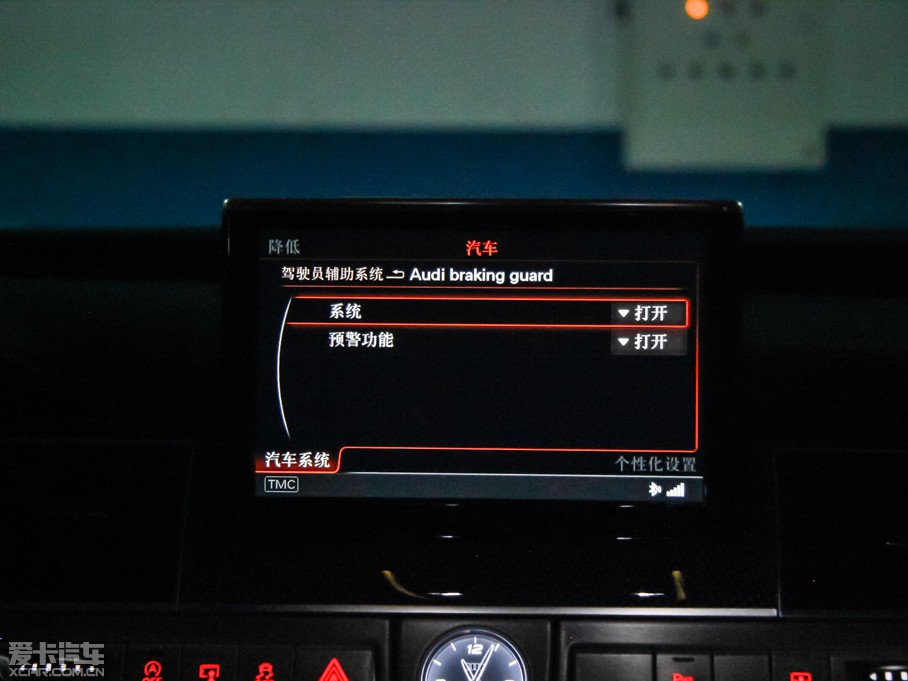 降低 汽车
驾驶员辅助系统 Audi braking guard
系统 打开
预警功能 打开
汽车系统 个性化设置
TMC
12
爱卡汽车
XCAR.COM.CN